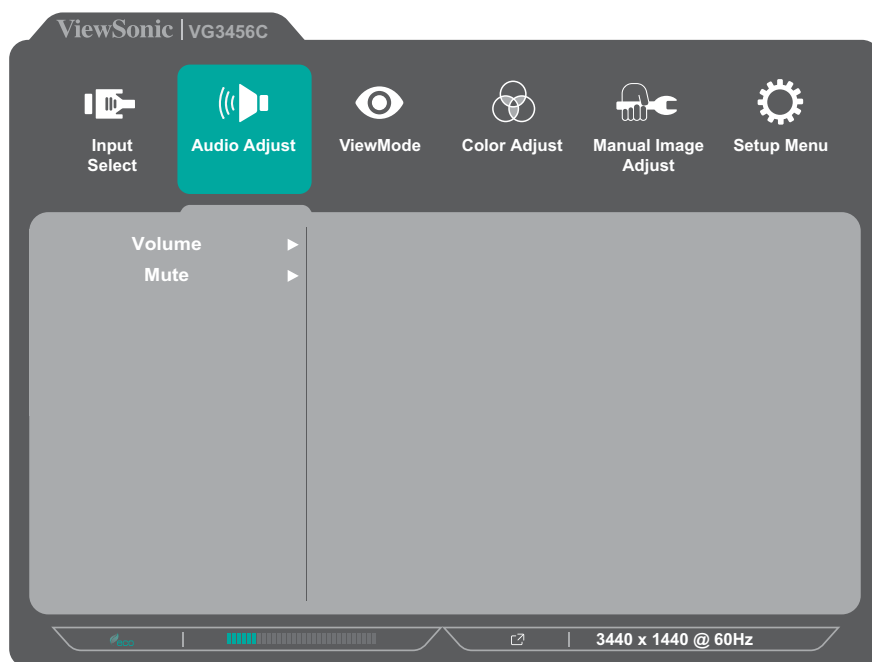 ViewSonic | VG3456C
Input Select
Audio Adjust
ViewMode
Color Adjust
Manual Image Adjust
Setup Menu
Volume ▶
Mute ▶
eco
3440 x 1440 @ 60Hz